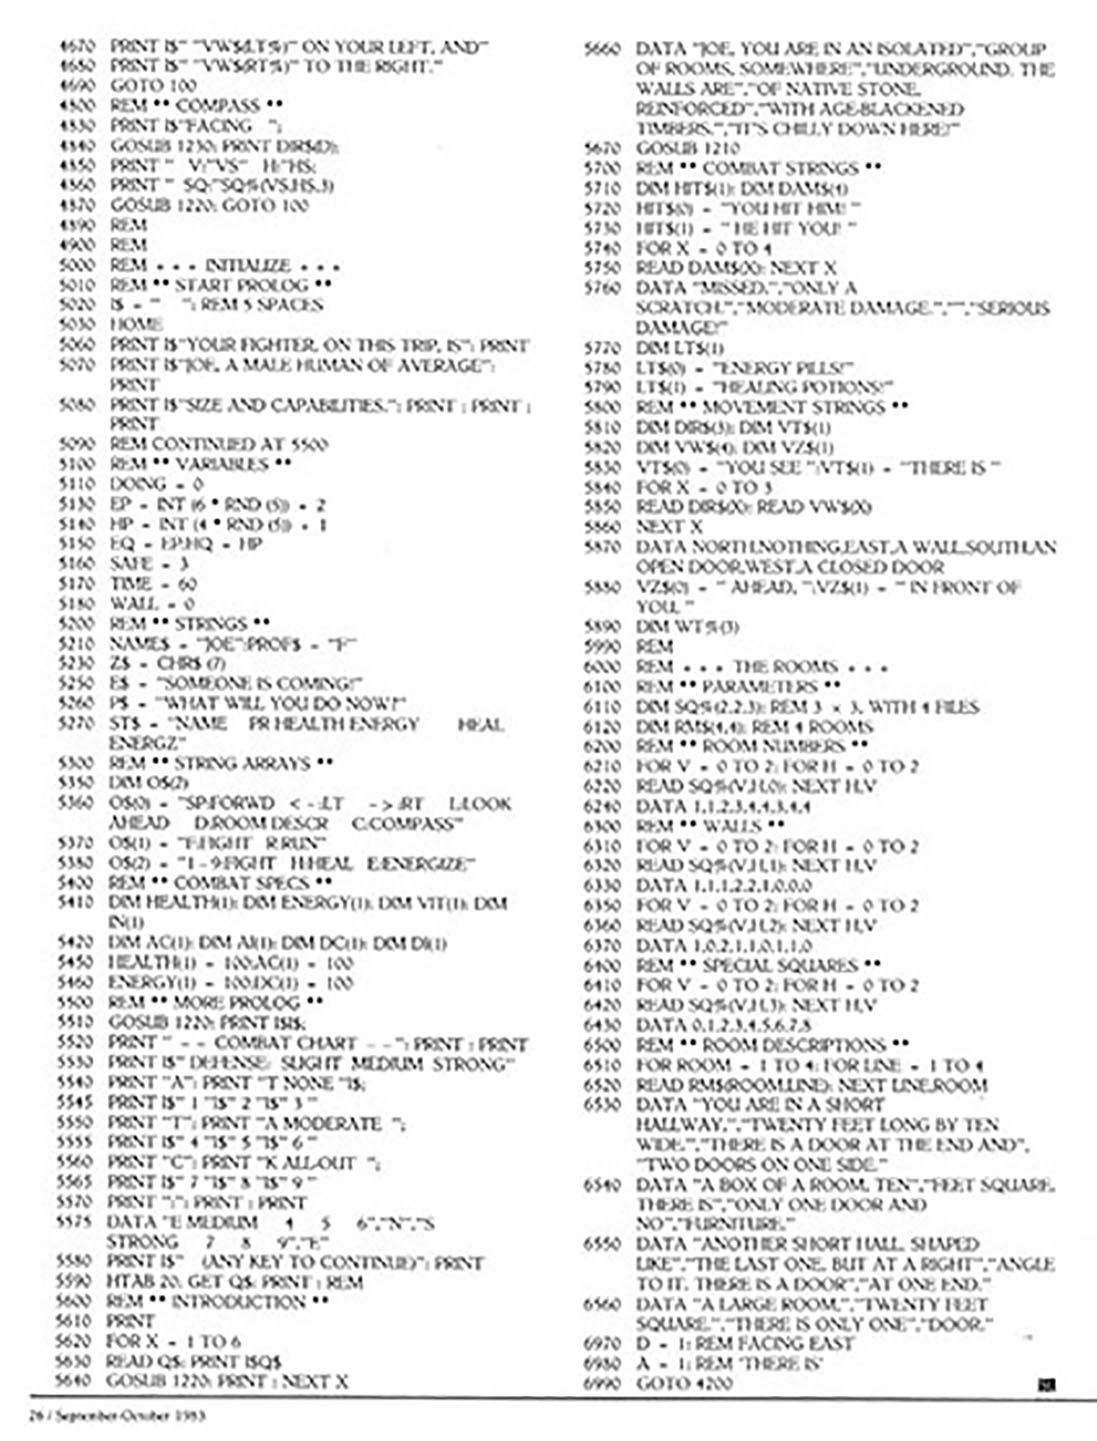 4670 PRINT I$" "VW$(LT%)" ON YOUR LEFT, AND"
4680 PRINT I$" "VW$(RT%)" TO THE RIGHT."
4690 GOTO 100
4800 REM ** COMPASS **
4830 PRINT I$"FACING ";
4840 GOSUB 1230: PRINT DIR$(D);
4850 PRINT " V:"VS" H:"HS;
4860 PRINT " SQ:"SQ%(VS,HS,3)
4870 GOSUB 1220: GOTO 100
4890 REM
4900 REM
5000 REM + + + INITIALIZE + + +
5010 REM ** START PROLOG **
5020 I$ = " ": REM 5 SPACES
5030 HOME
5060 PRINT I$"YOUR FIGHTER, ON THIS TRIP, IS": PRINT
5070 PRINT I$"JOE, A MALE HUMAN OF AVERAGE":
PRINT
5080 PRINT I$"SIZE AND CAPABILITIES.": PRINT : PRINT :
PRINT
5090 REM CONTINUED AT 5500
5100 REM ** VARIABLES **
5110 DOING = 0
5130 EP = INT (6 * RND (5)) + 2
5140 HP = INT (4 * RND (5)) + 1
5150 EQ = EP:HQ = HP
5160 SAFE = 3
5170 TIME = 60
5180 WALL = 0
5200 REM ** STRINGS **
5210 NAME$ = "JOE":PROF$ = "F"
5230 Z$ = CHR$ (7)
5250 E$ = "SOMEONE IS COMING!"
5260 P$ = "WHAT WILL YOU DO NOW?"
5270 ST$ = "NAME PR HEALTH ENERGY HEAL
ENERGZ"
5300 REM ** STRING ARRAYS **
5350 DIM O$(2)
5360 O$(0) = "SP:FORWD < -:LT - >:RT L:LOOK
AHEAD D:ROOM DESCR C:COMPASS"
5370 O$(1) = "F:FIGHT R:RUN"
5380 O$(2) = "1 - 9:FIGHT H:HEAL E:ENERGIZE"
5400 REM ** COMBAT SPECS **
5410 DIM HEALTH(1): DIM ENERGY(1): DIM VIT(1): DIM
IN(1)
5420 DIM AC(1): DIM AI(1): DIM DC(1): DIM DI(1)
5450 HEALTH(1) = 100:AC(1) = 100
5460 ENERGY(1) = 100:DC(1) = 100
5500 REM ** MORE PROLOG **
5510 GOSUB 1220: PRINT I$I$;
5520 PRINT " - - COMBAT CHART - -": PRINT : PRINT
5530 PRINT I$" DEFENSE: SLIGHT MEDIUM STRONG"
5540 PRINT "A": PRINT "T NONE "I$;
5545 PRINT I$" 1 "I$" 2 "I$" 3 "
5550 PRINT "T": PRINT "A MODERATE ";
5555 PRINT I$" 4 "I$" 5 "I$" 6 "
5560 PRINT "C": PRINT "K ALL-OUT ";
5565 PRINT I$" 7 "I$" 8 "I$" 9 "
5570 PRINT ":": PRINT : PRINT
5575 DATA "E MEDIUM 4 5 6","N","S
STRONG 7 8 9","E"
5580 PRINT I$" (ANY KEY TO CONTINUE)": PRINT
5590 HTAB 20: GET Q$: PRINT : REM
5600 REM ** INTRODUCTION **
5610 PRINT
5620 FOR X = 1 TO 6
5630 READ Q$: PRINT I$Q$
5640 GOSUB 1220: PRINT : NEXT X
5660 DATA "JOE, YOU ARE IN AN ISOLATED","GROUP
OF ROOMS, SOMEWHERE","UNDERGROUND. THE
WALLS ARE","OF NATIVE STONE,
REINFORCED","WITH AGE-BLACKENED
TIMBERS.","IT'S CHILLY DOWN HERE!"
5670 GOSUB 1210
5700 REM ** COMBAT STRINGS **
5710 DIM HIT$(1): DIM DAM$(4)
5720 HIT$(0) = "YOU HIT HIM! "
5730 HIT$(1) = " HE HIT YOU! "
5740 FOR X = 0 TO 4
5750 READ DAM$(X): NEXT X
5760 DATA "MISSED.","ONLY A
SCRATCH.","MODERATE DAMAGE.","","SERIOUS
DAMAGE!"
5770 DIM LT$(1)
5780 LT$(0) = "ENERGY PILLS!"
5790 LT$(1) = "HEALING POTIONS!"
5800 REM ** MOVEMENT STRINGS **
5810 DIM DIR$(3): DIM VT$(1)
5820 DIM VW$(4): DIM VZ$(1)
5830 VT$(0) = "YOU SEE ":VT$(1) = "THERE IS "
5840 FOR X = 0 TO 3
5850 READ DIR$(X): READ VW$(X)
5860 NEXT X
5870 DATA NORTH,NOTHING,EAST,A WALL,SOUTH,AN
OPEN DOOR,WEST,A CLOSED DOOR
5880 VZ$(0) = " AHEAD, ":VZ$(1) = " IN FRONT OF
YOU, "
5890 DIM WT%(3)
5990 REM
6000 REM + + + THE ROOMS + + +
6100 REM ** PARAMETERS **
6110 DIM SQ%(2,2,3): REM 3 × 3, WITH 4 FILES
6120 DIM RM$(4,4): REM 4 ROOMS
6200 REM ** ROOM NUMBERS **
6210 FOR V = 0 TO 2: FOR H = 0 TO 2
6220 READ SQ%(V,H,0): NEXT H,V
6240 DATA 1,1,2,3,4,4,3,4,4
6300 REM ** WALLS **
6310 FOR V = 0 TO 2: FOR H = 0 TO 2
6320 READ SQ%(V,H,1): NEXT H,V
6330 DATA 1,1,1,2,2,1,0,0,0
6350 FOR V = 0 TO 2: FOR H = 0 TO 2
6360 READ SQ%(V,H,2): NEXT H,V
6370 DATA 1,0,2,1,1,0,1,1,0
6400 REM ** SPECIAL SQUARES **
6410 FOR V = 0 TO 2: FOR H = 0 TO 2
6420 READ SQ%(V,H,3): NEXT H,V
6430 DATA 0,1,2,3,4,5,6,7,8
6500 REM ** ROOM DESCRIPTIONS **
6510 FOR ROOM = 1 TO 4: FOR LINE = 1 TO 4
6520 READ RM$(ROOM,LINE): NEXT LINE,ROOM
6530 DATA "YOU ARE IN A SHORT
HALLWAY,","TWENTY FEET LONG BY TEN
WIDE.","THERE IS A DOOR AT THE END AND",
"TWO DOORS ON ONE SIDE."
6540 DATA "A BOX OF A ROOM, TEN","FEET SQUARE.
THERE IS","ONLY ONE DOOR AND
NO","FURNITURE."
6550 DATA "ANOTHER SHORT HALL, SHAPED
LIKE","THE LAST ONE, BUT AT A RIGHT","ANGLE
TO IT. THERE IS A DOOR","AT ONE END."
6560 DATA "A LARGE ROOM,","TWENTY FEET
SQUARE.","THERE IS ONLY ONE","DOOR."
6970 D = 1: REM FACING EAST
6980 A = 1: REM 'THERE IS'
6990 GOTO 4200
26 / September-October 1983